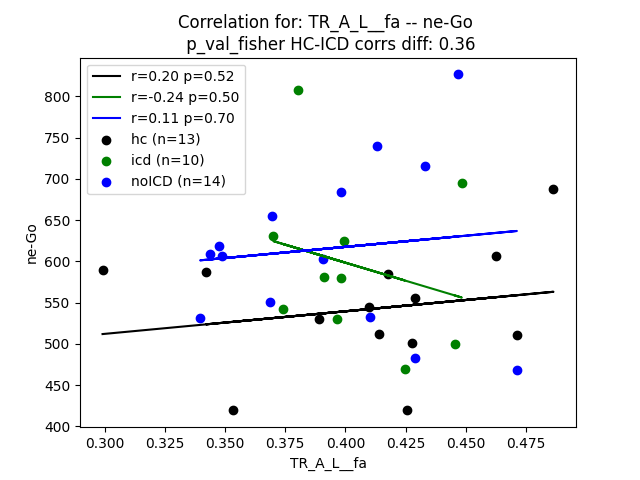 Correlation for: TR_A_L__fa -- ne-Go
p_val_fisher HC-ICD corrs diff: 0.36
r=0.20 p=0.52
r=-0.24 p=0.50
r=0.11 p=0.70
hc (n=13)
icd (n=10)
noICD (n=14)
800
750
700
650
600
550
500
450
400
ne-Go
0.300 0.325 0.350 0.375 0.400 0.425 0.450 0.475
TR_A_L__fa